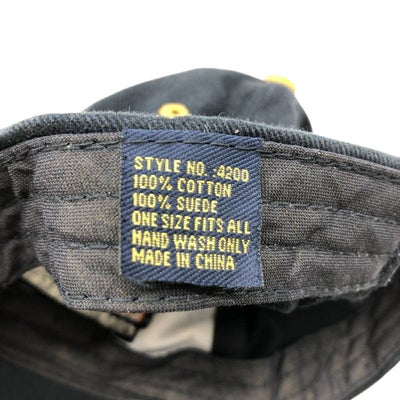 STYLE NO. :4200
100% COTTON
100% SUEDE
ONE SIZE FITS ALL
HAND WASH ONLY
MADE IN CHINA